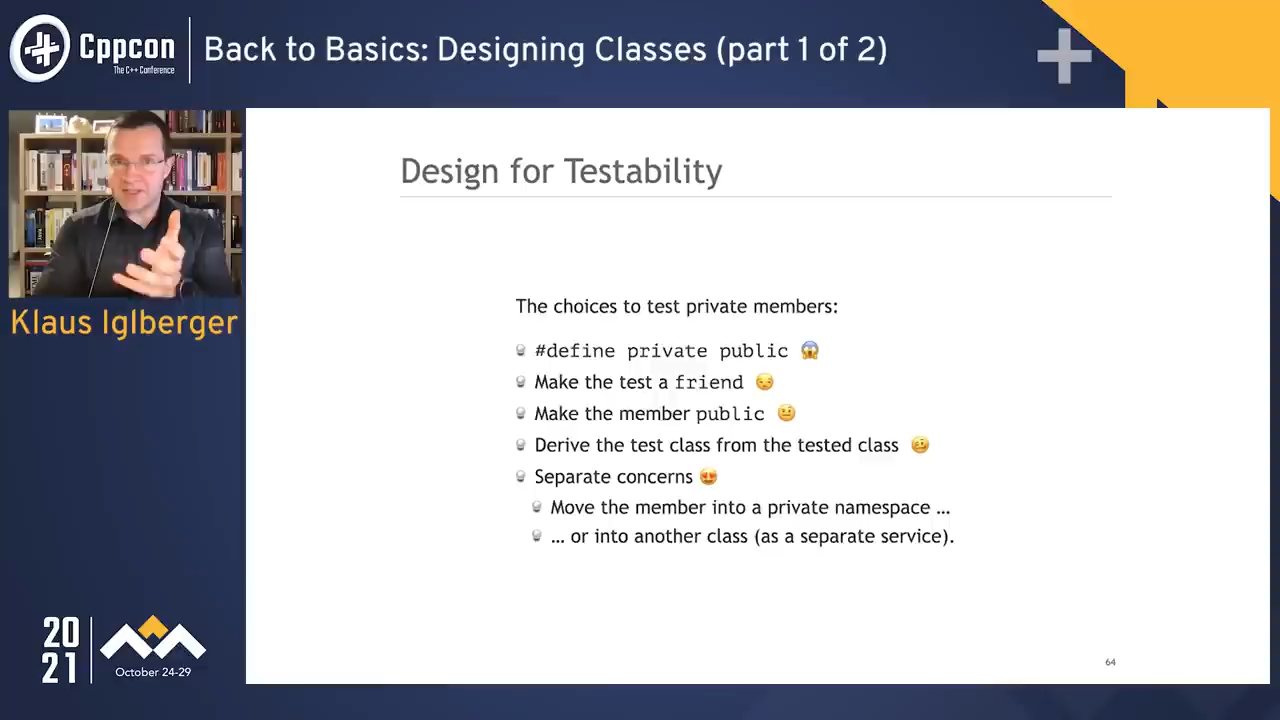 Cppcon
The C++ Conference
Back to Basics: Designing Classes (part 1 of 2)
Klaus Iglberger
Design for Testability
The choices to test private members:
#define private public 😱
Make the test a friend 😒
Make the member public 🤨
Derive the test class from the tested class 🤕
Separate concerns 😍
Move the member into a private namespace …
… or into another class (as a separate service).
64
20
21
October 24-29